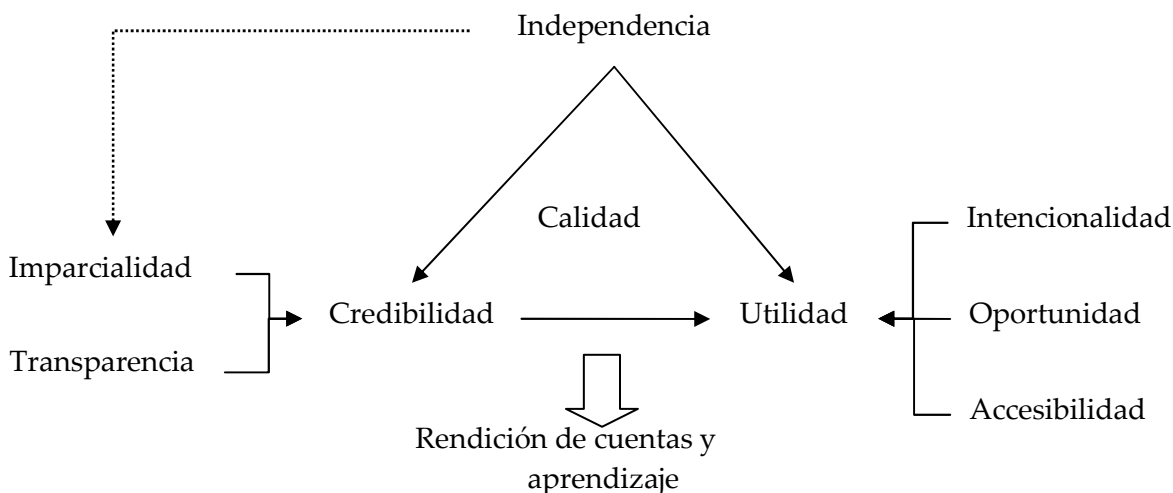 Independencia
Calidad
Intencionalidad
Imparcialidad
Credibilidad
Utilidad
Oportunidad
Transparencia
Accesibilidad
Rendición de cuentas y
aprendizaje